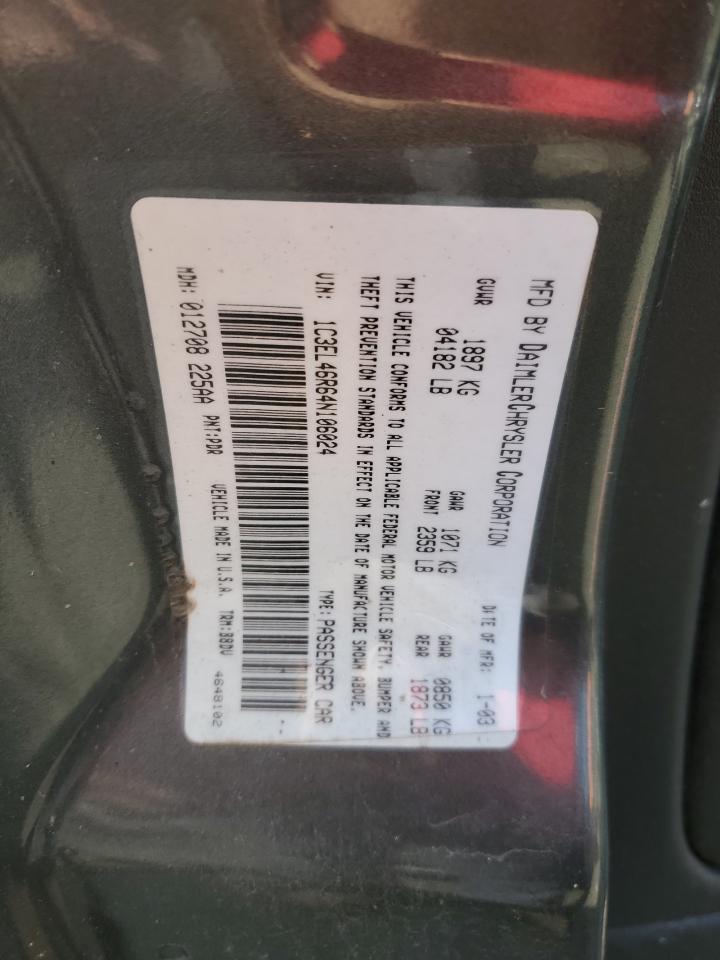 MFD BY DAIMLERCHRYSLER CORPORATION DATE OF MFR: 1-03
GVWR 1897 KG GAWR 1071 KG GAWR 0850 KG
04182 LB FRONT 2359 LB REAR 1873 LB
THIS VEHICLE CONFORMS TO ALL APPLICABLE FEDERAL MOTOR VEHICLE SAFETY, BUMPER AND
THEFT PREVENTION STANDARDS IN EFFECT ON THE DATE OF MANUFACTURE SHOWN ABOVE.
VIN: 1C3EL46R64N106024 TYPE: PASSENGER CAR
MDH: 012708 225AA PNT:PDR VEHICLE MADE IN U.S.A. TRM:B8DV
4648102